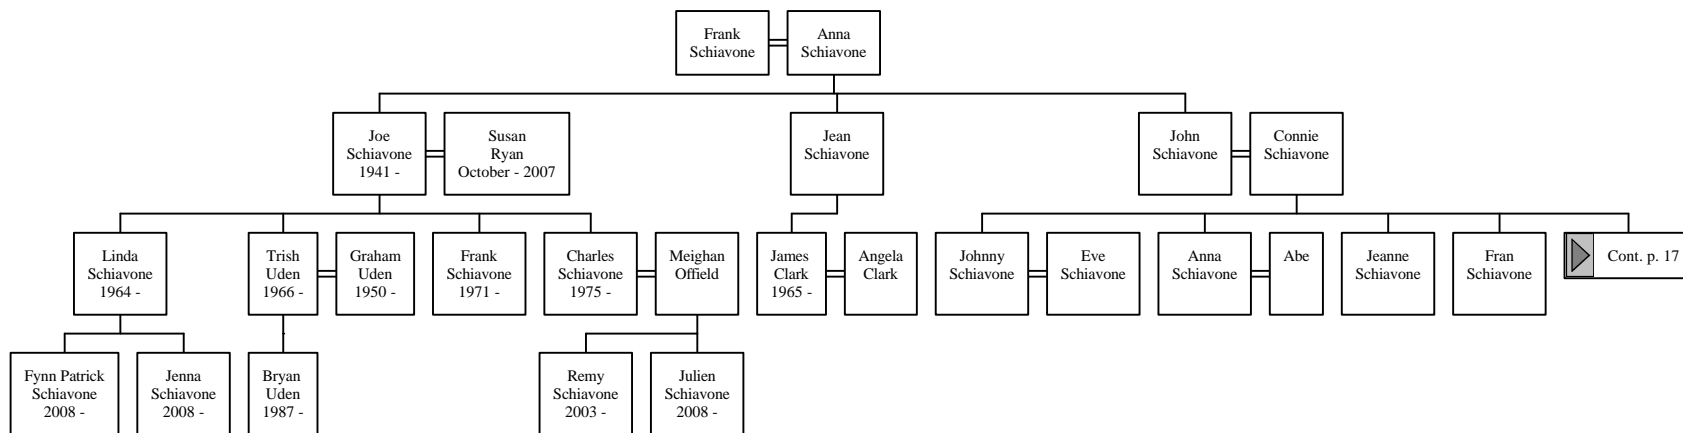 Frank
Schiavone
Anna
Schiavone
Joe
Schiavone
1941 -
Susan
Ryan
October - 2007
Jean
Schiavone
John
Schiavone
Connie
Schiavone
Linda
Schiavone
1964 -
Trish
Uden
1966 -
Graham
Uden
1950 -
Frank
Schiavone
1971 -
Charles
Schiavone
1975 -
Meighan
Offield
James
Clark
1965 -
Angela
Clark
Johnny
Schiavone
Eve
Schiavone
Anna
Schiavone
Abe
Jeanne
Schiavone
Fran
Schiavone
Cont. p. 17
Fynn Patrick
Schiavone
2008 -
Jenna
Schiavone
2008 -
Bryan
Uden
1987 -
Remy
Schiavone
2003 -
Julien
Schiavone
2008 -